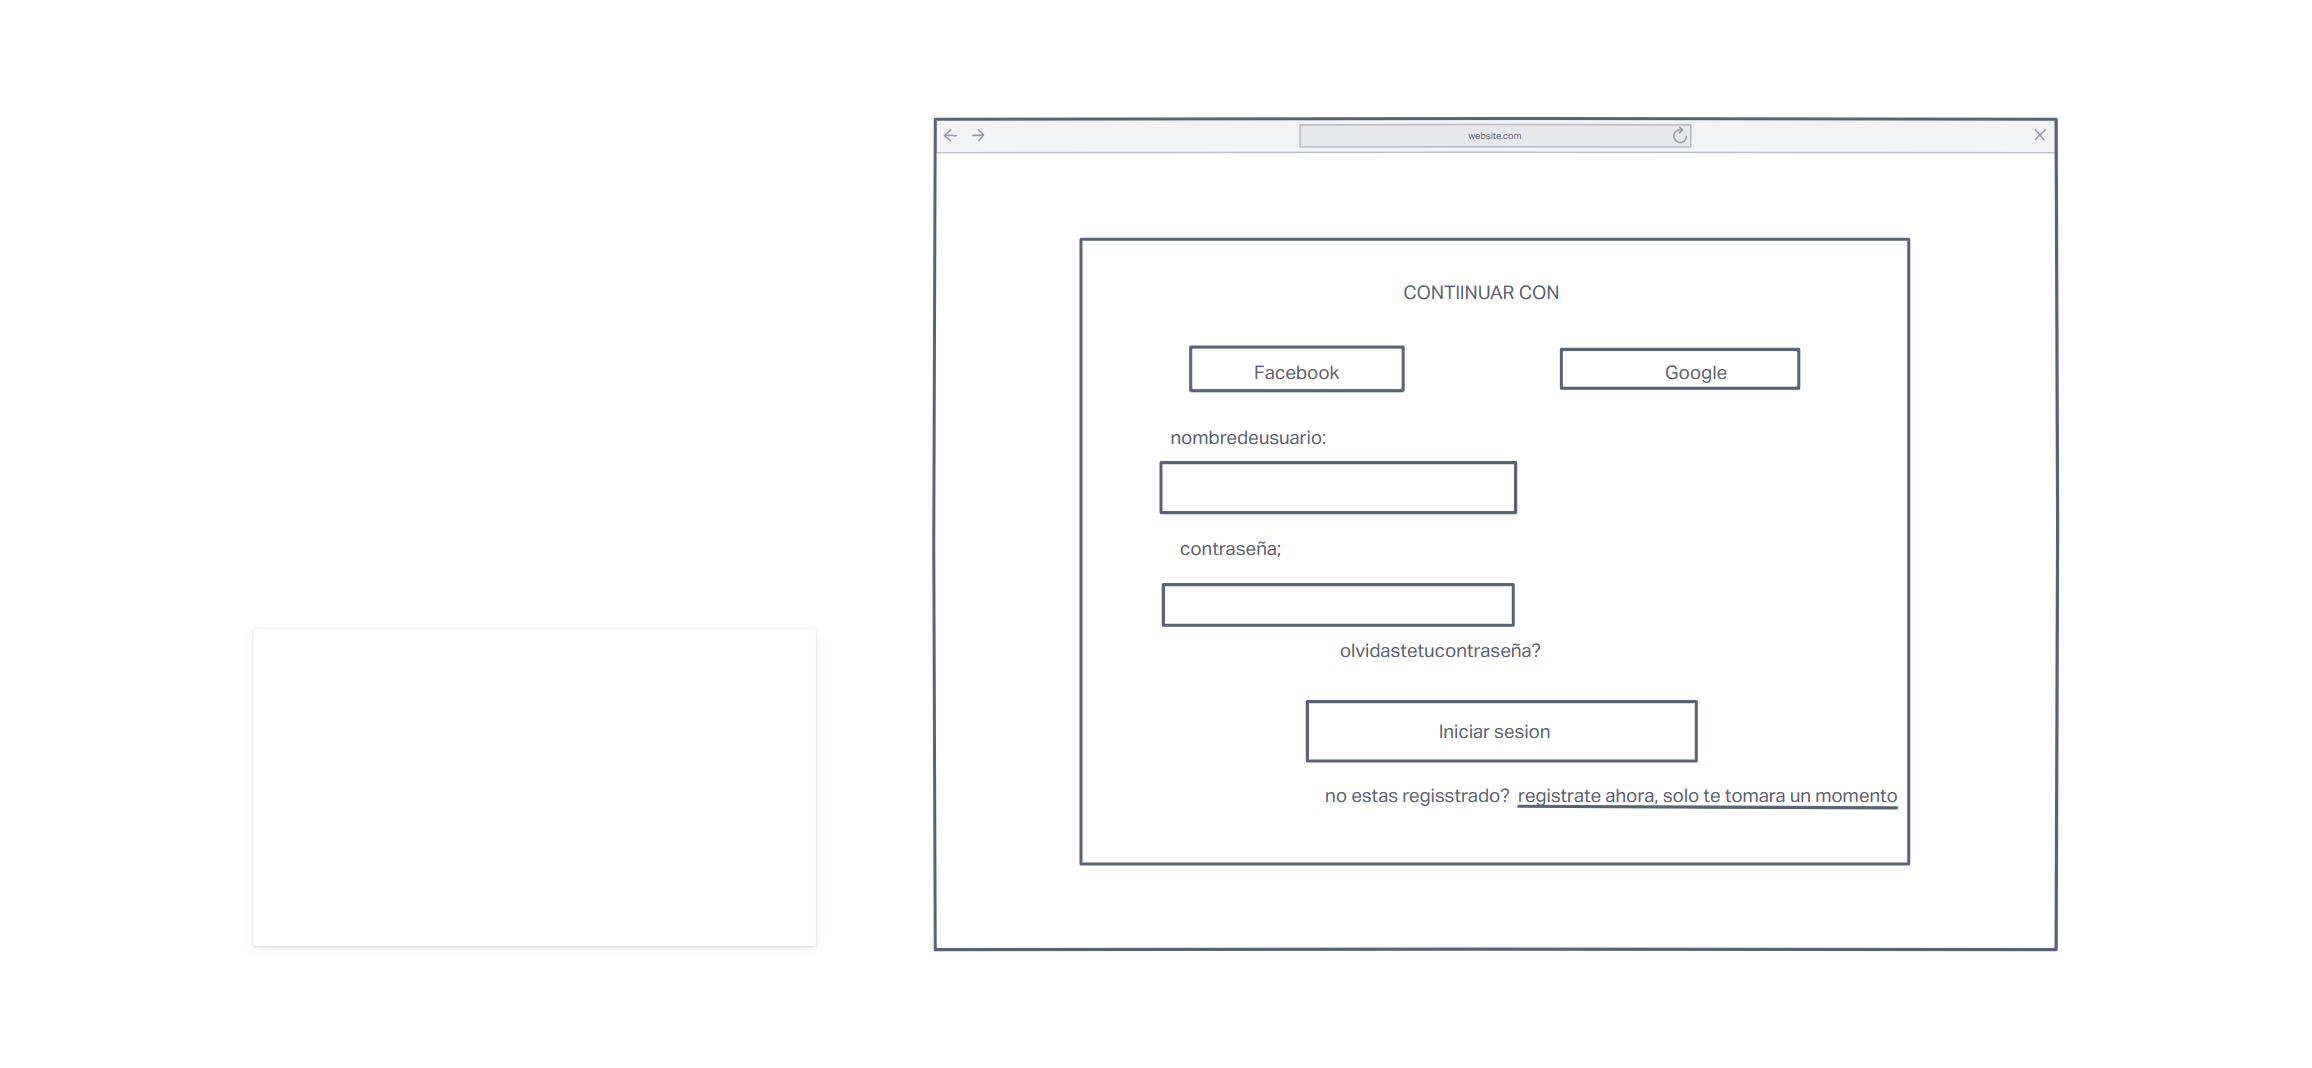 website.com
CONTIINUAR CON
Facebook
Google
nombredeusuario:
contraseña;
olvidastetucontraseña?
Iniciar sesion
no estas regisstrado? registrate ahora, solo te tomara un momento